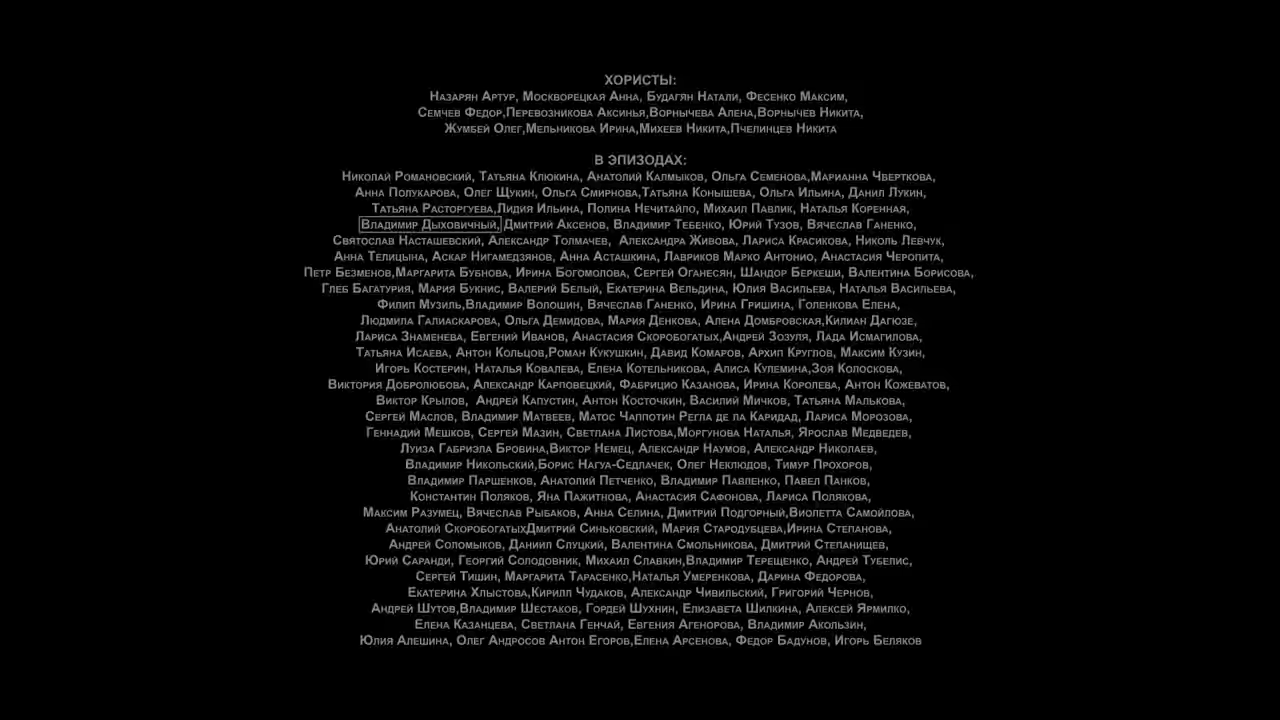 ХОРИСТЫ:
Назарян Артур, Москворецкая Анна, Будагян Натали, Фесенко Максим,
Семчев Федор,Перевозникова Аксинья,Ворнычева Алена,Ворнычев Никита,
Жумбей Олег,Мельникова Ирина,Михеев Никита,Пчелинцев Никита
В ЭПИЗОДАХ:
Николай Романовский, Татьяна Клюкина, Анатолий Калмыков, Ольга Семенова,Марианна Чверткова,
Анна Полукарова, Олег Щукин, Ольга Смирнова,Татьяна Конышева, Ольга Ильина, Данил Лукин,
Татьяна Расторгуева,Лидия Ильина, Полина Нечитайло, Михаил Павлик, Наталья Коренная,
Владимир Дыховичный, Дмитрий Аксенов, Владимир Тебенко, Юрий Тузов, Вячеслав Ганенко,
Святослав Насташевский, Александр Толмачев, Александра Живова, Лариса Красикова, Николь Левчук,
Анна Телицына, Аскар Нигамедзянов, Анна Асташкина, Лавриков Марко Антонио, Анастасия Черопита,
Петр Безменов,Маргарита Бубнова, Ирина Богомолова, Сергей Оганесян, Шандор Беркеши, Валентина Борисова,
Глеб Багатурия, Мария Букнис, Валерий Белый, Екатерина Вельдина, Юлия Васильева, Наталья Васильева,
Филип Музиль,Владимир Волошин, Вячеслав Ганенко, Ирина Гришина, Голенкова Елена,
Людмила Галиаскарова, Ольга Демидова, Мария Денкова, Алена Домбровская,Килиан Дагюзе,
Лариса Знаменева, Евгений Иванов, Анастасия Скоробогатых,Андрей Зозуля, Лада Исмагилова,
Татьяна Исаева, Антон Кольцов,Роман Кукушкин, Давид Комаров, Архип Круглов, Максим Кузин,
Игорь Костерин, Наталья Ковалева, Елена Котельникова, Алиса Кулемина,Зоя Колоскова,
Виктория Добролюбова, Александр Карповецкий, Фабрицио Казанова, Ирина Королева, Антон Кожеватов,
Виктор Крылов, Андрей Капустин, Антон Косточкин, Василий Мичков, Татьяна Малькова,
Сергей Маслов, Владимир Матвеев, Матос Чаппотин Регла де ла Каридад, Лариса Морозова,
Геннадий Мешков, Сергей Мазин, Светлана Листова,Моргунова Наталья, Ярослав Медведев,
Луиза Габриэла Бровина,Виктор Немец, Александр Наумов, Александр Николаев,
Владимир Никольский,Борис Нагуа-Седлачек, Олег Неклюдов, Тимур Прохоров,
Владимир Паршенков, Анатолий Петченко, Владимир Павленко, Павел Панков,
Константин Поляков, Яна Пажитнова, Анастасия Сафонова, Лариса Полякова,
Максим Разумец, Вячеслав Рыбаков, Анна Селина, Дмитрий Подгорный,Виолетта Самойлова,
Анатолий СкоробогатыхДмитрий Синьковский, Мария Стародубцева,Ирина Степанова,
Андрей Соломыков, Даниил Слуцкий, Валентина Смольникова, Дмитрий Степанищев,
Юрий Саранди, Георгий Солодовник, Михаил Славкин,Владимир Терещенко, Андрей Тубелис,
Сергей Тишин, Маргарита Тарасенко,Наталья Умеренкова, Дарина Федорова,
Екатерина Хлыстова,Кирилл Чудаков, Александр Чивильский, Григорий Чернов,
Андрей Шутов,Владимир Шестаков, Гордей Шухнин, Елизавета Шилкина, Алексей Ярмилко,
Елена Казанцева, Светлана Генчай, Евгения Агенорова, Владимир Акользин,
Юлия Алешина, Олег Андросов Антон Егоров,Елена Арсенова, Федор Бадунов, Игорь Беляков